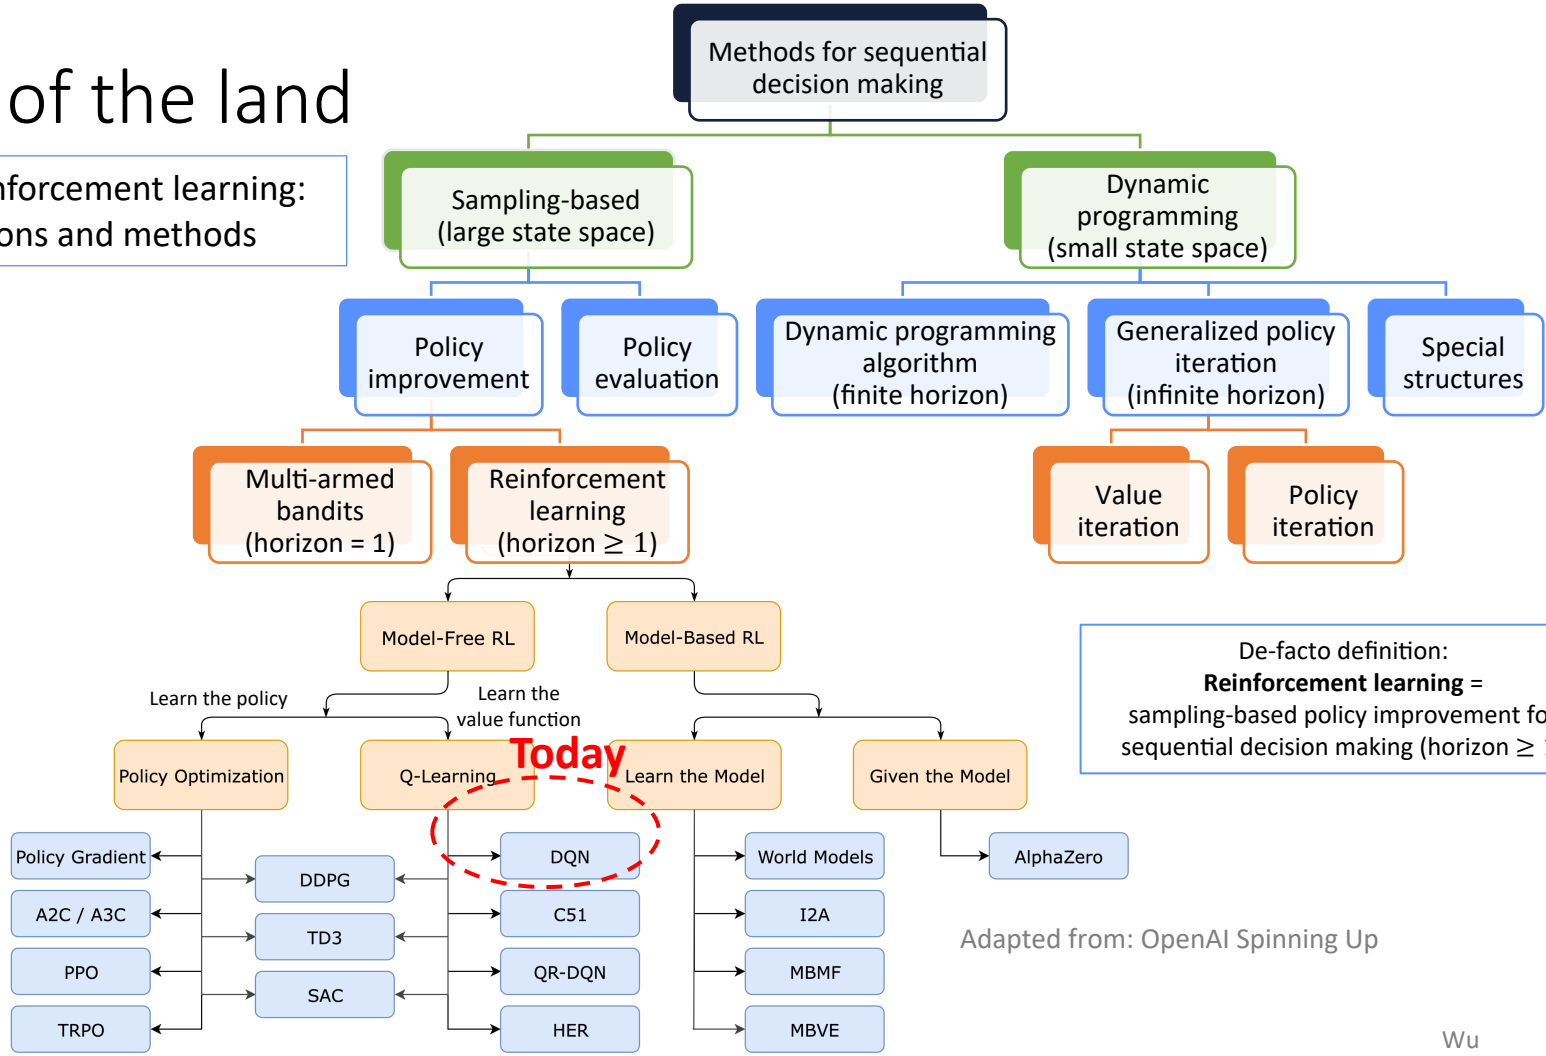 of the land
nforcement learning:
ons and methods
Methods for sequential
decision making
Sampling-based
(large state space)
Dynamic
programming
(small state space)
Policy
improvement
Policy
evaluation
Dynamic programming
algorithm
(finite horizon)
Generalized policy
iteration
(infinite horizon)
Special
structures
Multi-armed
bandits
(horizon = 1)
Reinforcement
learning
(horizon ≥ 1)
Value
iteration
Policy
iteration
Model-Free RL
Model-Based RL
De-facto definition:
Reinforcement learning =
sampling-based policy improvement fo
sequential decision making (horizon ≥
Learn the policy
Learn the
value function
Today
Policy Optimization
Q-Learning
Learn the Model
Given the Model
Policy Gradient
DDPG
DQN
World Models
AlphaZero
A2C / A3C
TD3
C51
I2A
PPO
SAC
QR-DQN
MBMF
TRPO
HER
MBVE
Adapted from: OpenAI Spinning Up
Wu